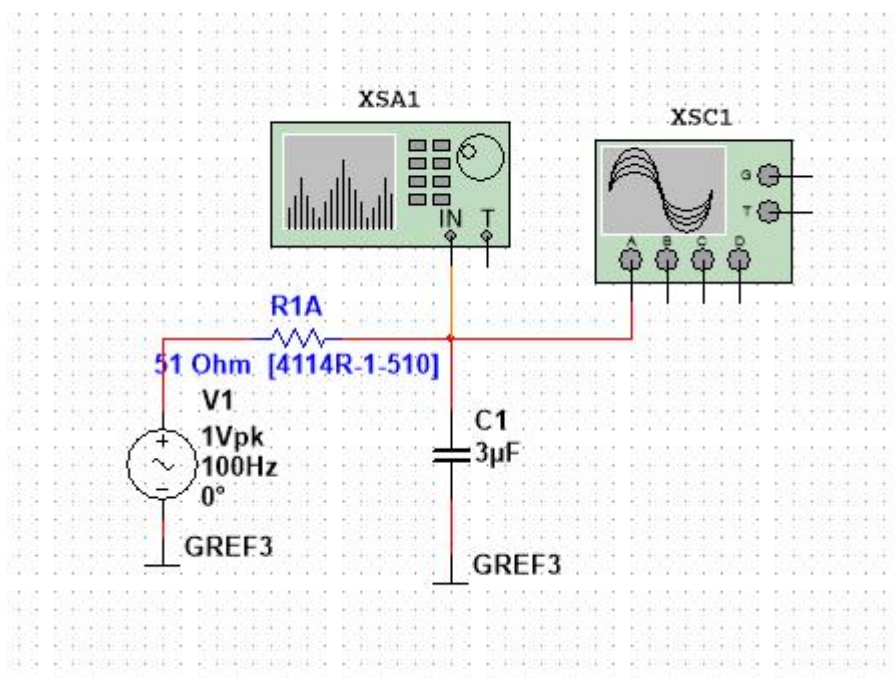 XSA1
XSC1
IN T
G
T
A B C D
R1A
51 Ohm [4114R-1-510]
V1
1Vpk
100Hz
0°
C1
3µF
GREF3
GREF3